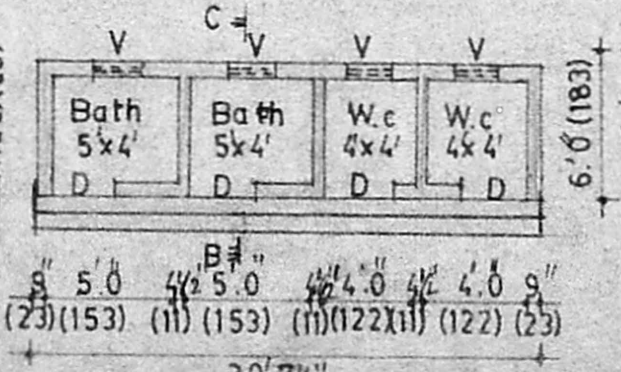 C
V V V V
Bath Bath W.c W.c
5'x4' 5'x4' 4'x4' 4'x4'
D D D D
6'.0" (183)
B
9" 5'.0" 4½" 5'.0" 4½" 4'.0" 4½" 4'.0" 9"
(23) (153) (11) (153) (11) (122) (11) (122) (23)